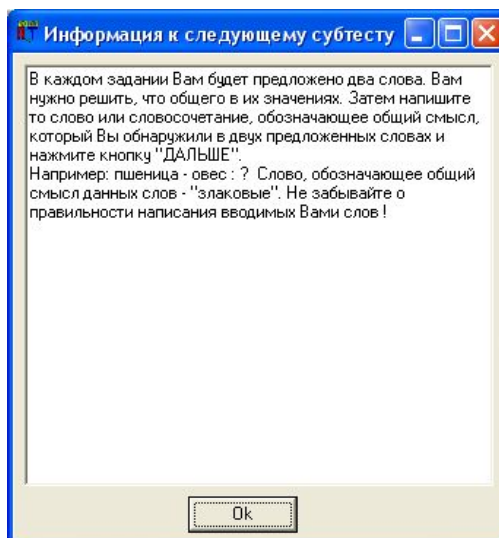 Информация к следующему субтесту
В каждом задании Вам будет предложено два слова. Вам
нужно решить, что общего в их значениях. Затем напишите
то слово или словосочетание, обозначающее общий смысл,
который Вы обнаружили в двух предложенных словах и
нажмите кнопку "ДАЛЬШЕ".
Например: пшеница - овес : ? Слово, обозначающее общий
смысл данных слов - "злаковые". Не забывайте о
правильности написания вводимых Вами слов !
Ok